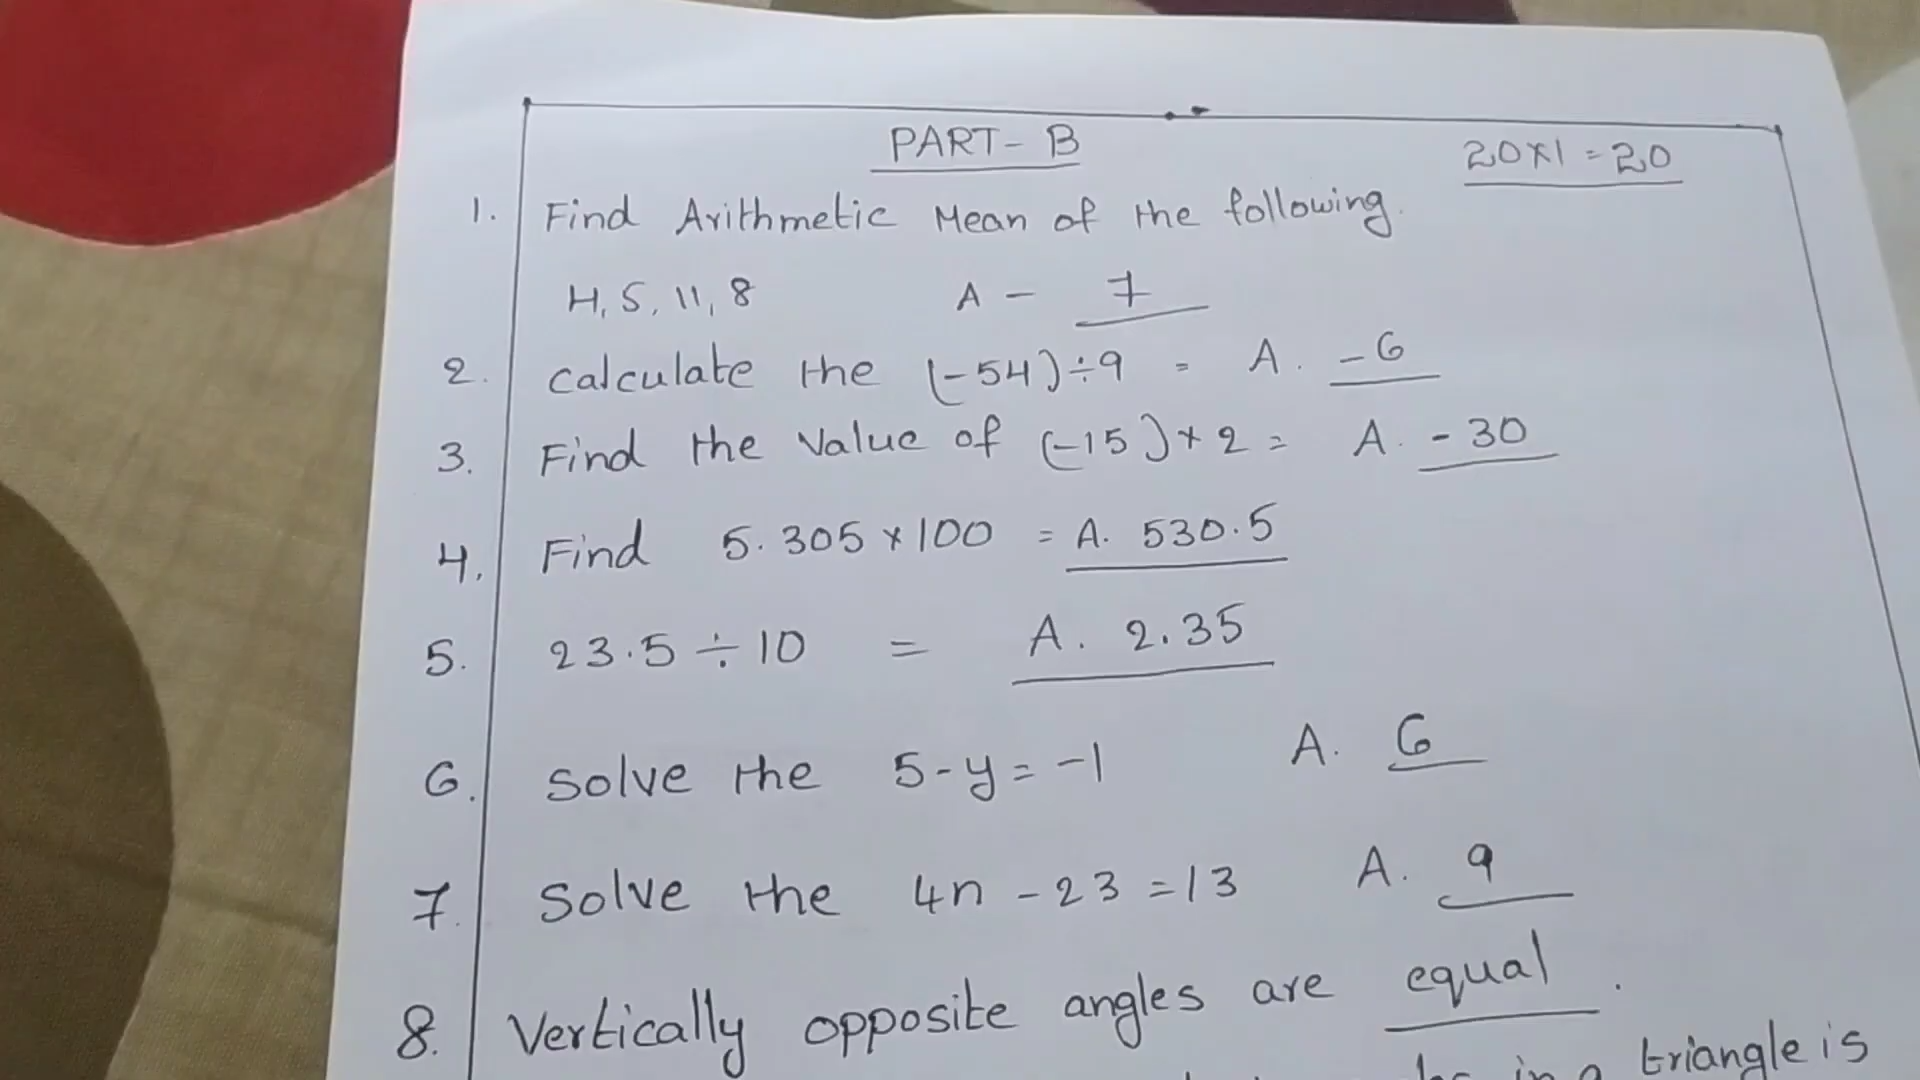 PART-B
20×1=20
1. Find Arithmetic Mean of the following.
4, 5, 11, 8 A - 7
2. Calculate the (-54)÷9 = A. -6
3. Find the Value of (-15)×2= A. -30
4. Find 5.305×100 = A. 530.5
5. 23.5÷10 = A. 2.35
6. Solve the 5-y=-1 A. 6
7. Solve the 4n-23=13 A. 9
8. Vertically opposite angles are equal.
in a triangle is